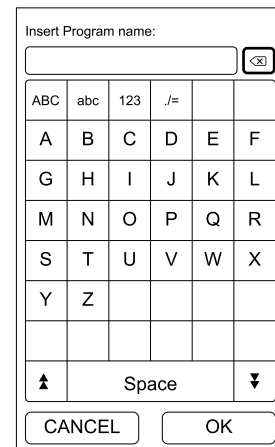 Insert Program name:
ABC abc 123 ./=
A B C D E F
G H I J K L
M N O P Q R
S T U V W X
Y Z
Space
CANCEL OK